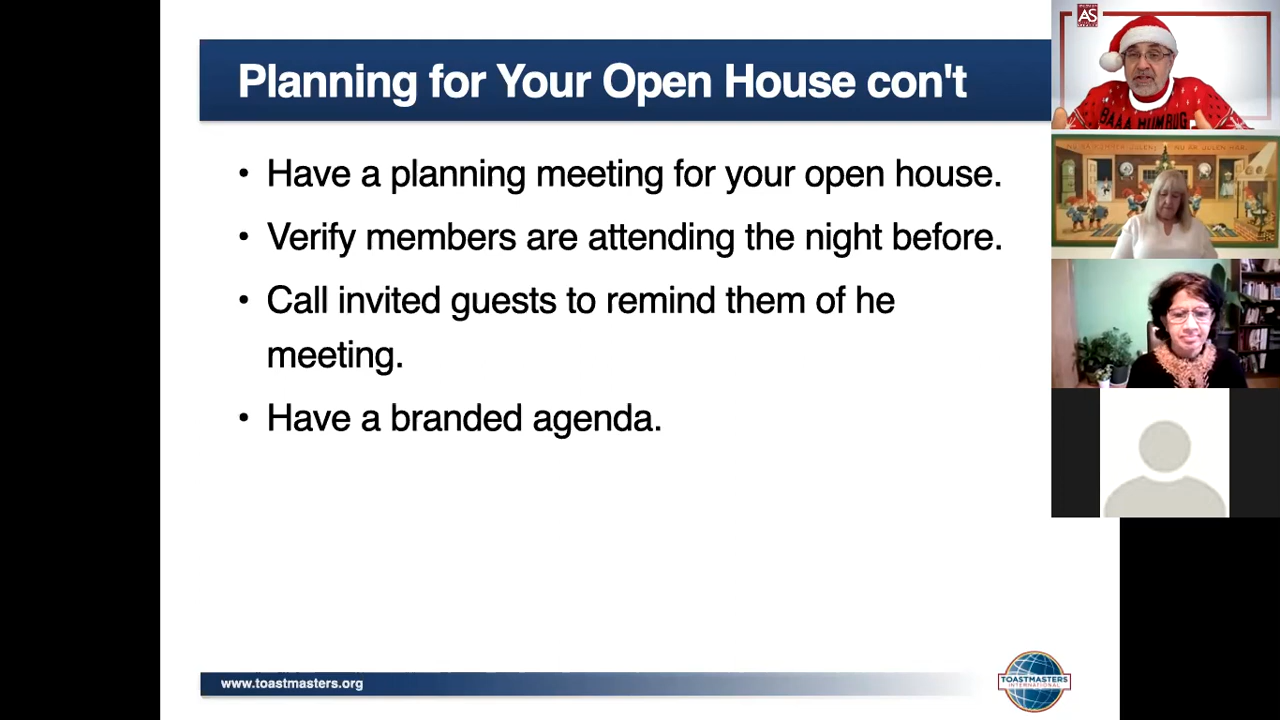 Planning for Your Open House con't
• Have a planning meeting for your open house.
• Verify members are attending the night before.
• Call invited guests to remind them of he
meeting.
• Have a branded agenda.
www.toastmasters.org
TOASTMASTERS
INTERNATIONAL
AS
BAAA HUMBUG